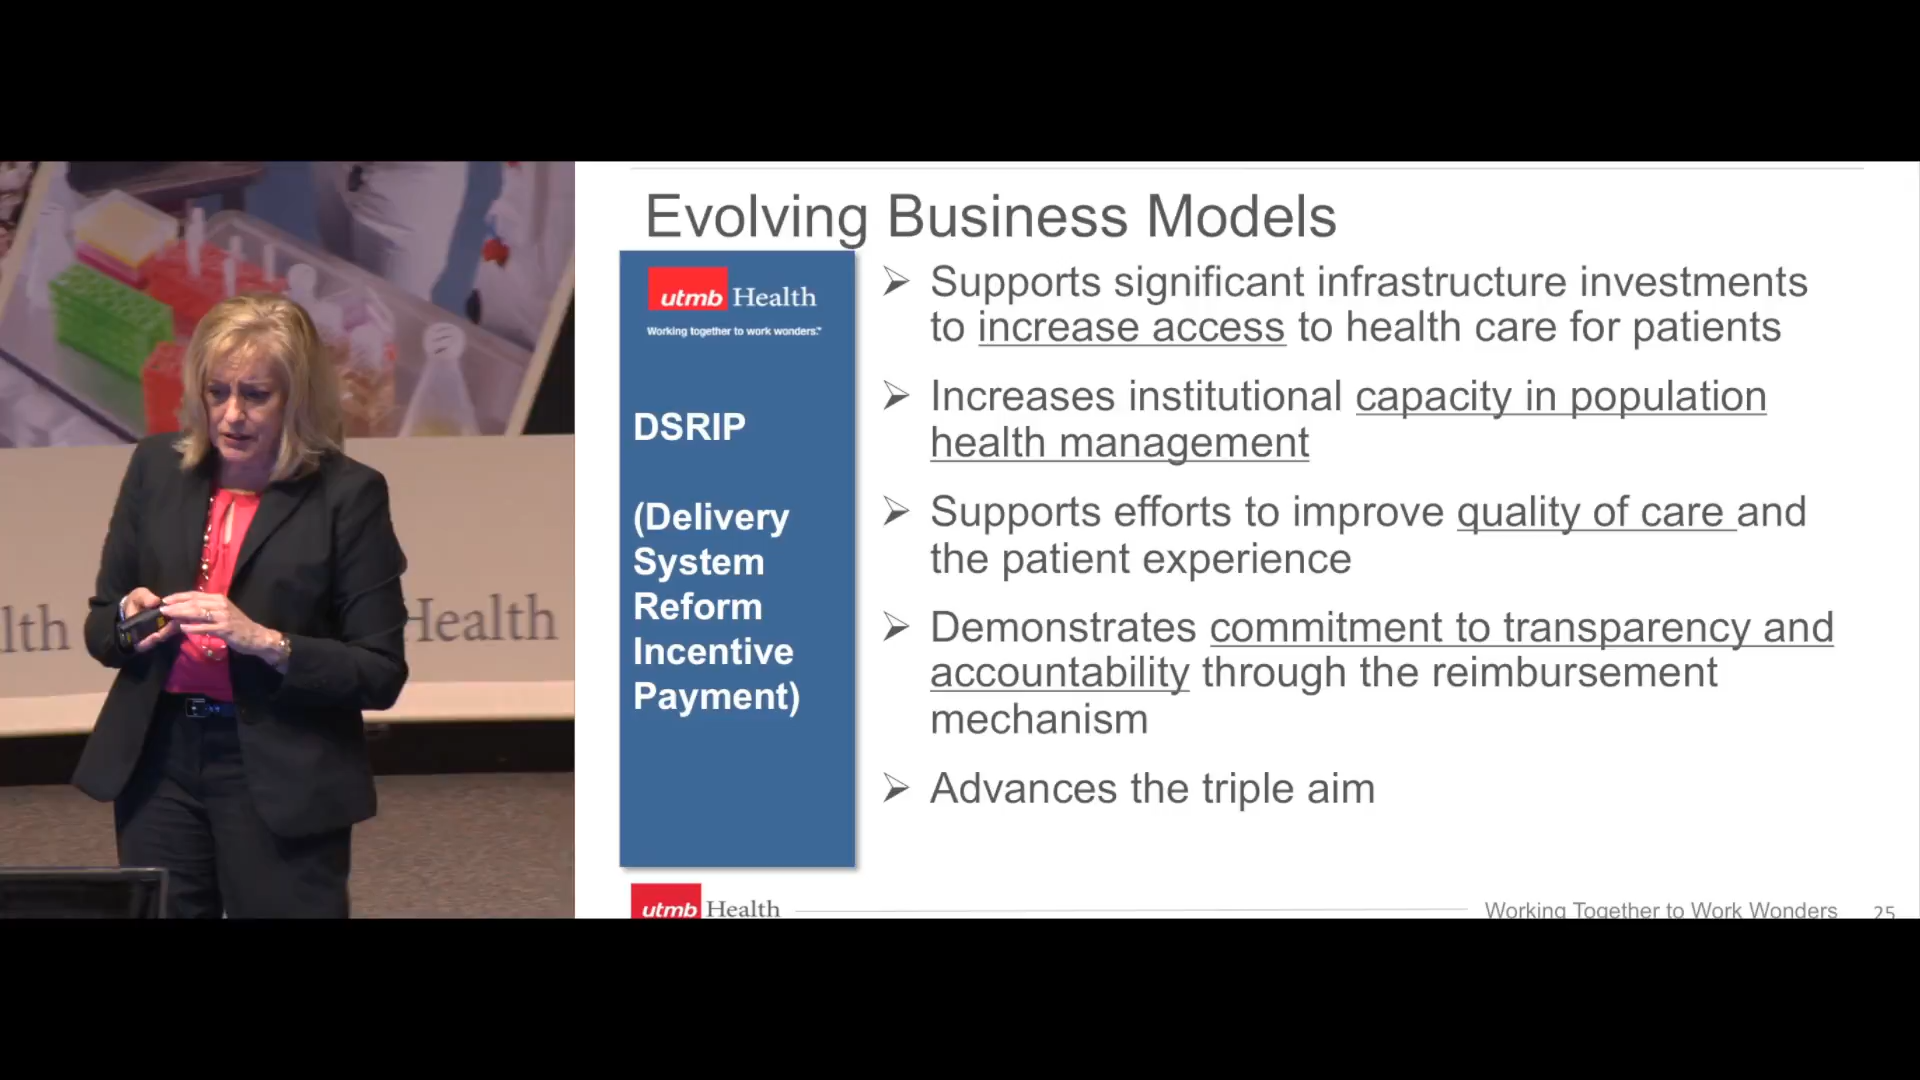 Evolving Business Models
utmb Health
Working together to work wonders.™
DSRIP
(Delivery
System
Reform
Incentive
Payment)
➢ Supports significant infrastructure investments
to increase access to health care for patients
➢ Increases institutional capacity in population
health management
➢ Supports efforts to improve quality of care and
the patient experience
➢ Demonstrates commitment to transparency and
accountability through the reimbursement
mechanism
➢ Advances the triple aim
utmb Health
Working Together to Work Wonders
25
lth
Health